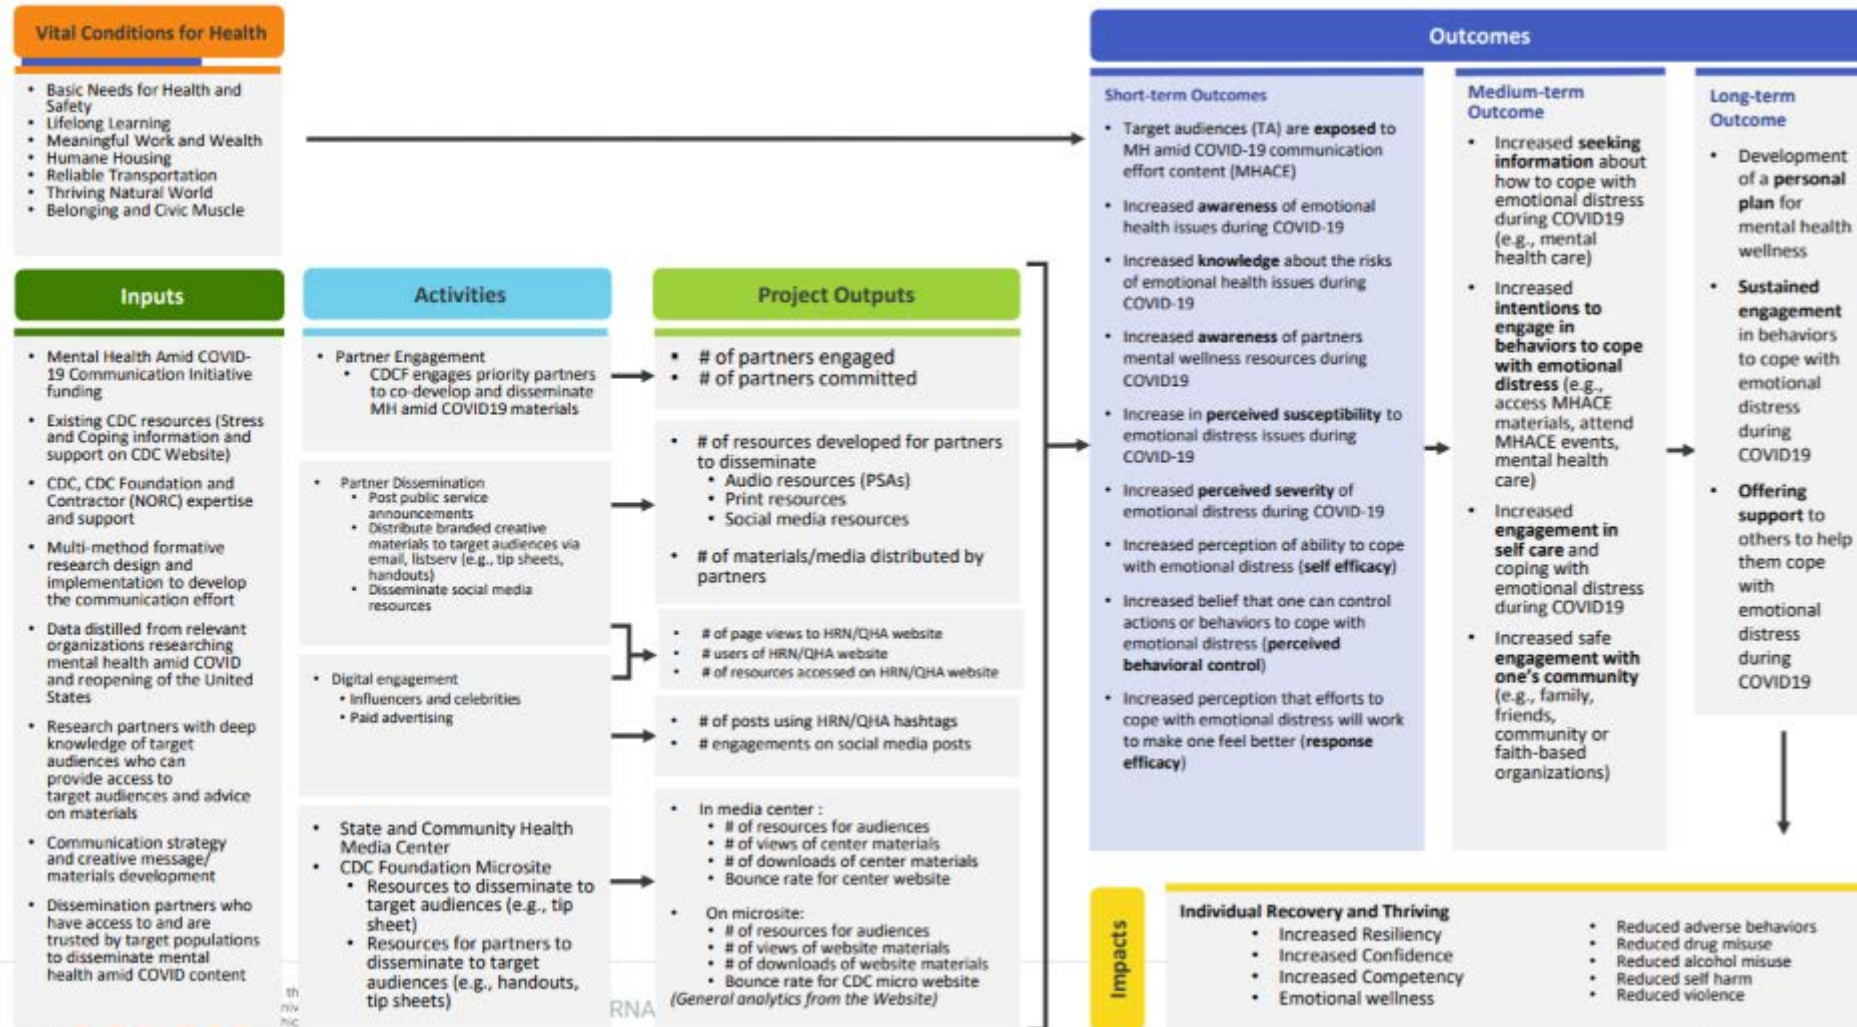 Vital Conditions for Health
Basic Needs for Health and
Safety
Lifelong Learning
Meaningful Work and Wealth
Humane Housing
Reliable Transportation
Thriving Natural World
Belonging and Civic Muscle
Inputs
Mental Health Amid COVID-
19 Communication Initiative
funding
Existing CDC resources (Stress
and Coping information and
support on CDC Website)
CDC, CDC Foundation and
Contractor (NORC) expertise
and support
Multi-method formative
research design and
implementation to develop
the communication effort
Data distilled from relevant
organizations researching
mental health amid COVID
and reopening of the United
States
Research partners with deep
knowledge of target
audiences who can
provide access to
target audiences and advice
on materials
Communication strategy
and creative message/
materials development
Dissemination partners who
have access to and are
trusted by target populations
to disseminate mental
health amid COVID content
Activities
Partner Engagement
CDCF engages priority partners
to co-develop and disseminate
MH amid COVID19 materials
Partner Dissemination
Post public service
announcements
Distribute branded creative
materials to target audiences via
email, listserv (e.g., tip sheets,
handouts)
Disseminate social media
resources
Digital engagement
Influencers and celebrities
Paid advertising
State and Community Health
Media Center
CDC Foundation Microsite
Resources to disseminate to
target audiences (e.g., tip
sheet)
Resources for partners to
disseminate to target
audiences (e.g., handouts,
tip sheets)
Project Outputs
# of partners engaged
# of partners committed
# of resources developed for partners
to disseminate
Audio resources (PSAs)
Print resources
Social media resources
# of materials/media distributed by
partners
# of page views to HRN/QHA website
# users of HRN/QHA website
# of resources accessed on HRN/QHA website
# of posts using HRN/QHA hashtags
# engagements on social media posts
In media center :
# of resources for audiences
# of views of center materials
# of downloads of center materials
Bounce rate for center website
On microsite:
# of resources for audiences
# of views of website materials
# of downloads of website materials
Bounce rate for CDC micro website
(General analytics from the Website)
RNA
Outcomes
Short-term Outcomes
Target audiences (TA) are exposed to
MH amid COVID-19 communication
effort content (MHACE)
Increased awareness of emotional
health issues during COVID-19
Increased knowledge about the risks
of emotional health issues during
COVID-19
Increased awareness of partners
mental wellness resources during
COVID19
Increase in perceived susceptibility to
emotional distress issues during
COVID-19
Increased perceived severity of
emotional distress during COVID-19
Increased perception of ability to cope
with emotional distress (self efficacy)
Increased belief that one can control
actions or behaviors to cope with
emotional distress (perceived
behavioral control)
Increased perception that efforts to
cope with emotional distress will work
to make one feel better (response
efficacy)
Medium-term
Outcome
Increased seeking
information about
how to cope with
emotional distress
during COVID19
(e.g., mental
health care)
Increased
intentions to
engage in
behaviors to cope
with emotional
distress (e.g.,
access MHACE
materials, attend
MHACE events,
mental health
care)
Increased
engagement in
self care and
coping with
emotional distress
during COVID19
Increased safe
engagement with
one's community
(e.g., family,
friends,
community or
faith-based
organizations)
Long-term
Outcome
Development
of a personal
plan for
mental health
wellness
Sustained
engagement
in behaviors
to cope with
emotional
distress
during
COVID19
Offering
support to
others to help
them cope
with
emotional
distress
during
COVID19
Impacts
Individual Recovery and Thriving
Increased Resiliency
Increased Confidence
Increased Competency
Emotional wellness
Reduced adverse behaviors
Reduced drug misuse
Reduced alcohol misuse
Reduced self harm
Reduced violence